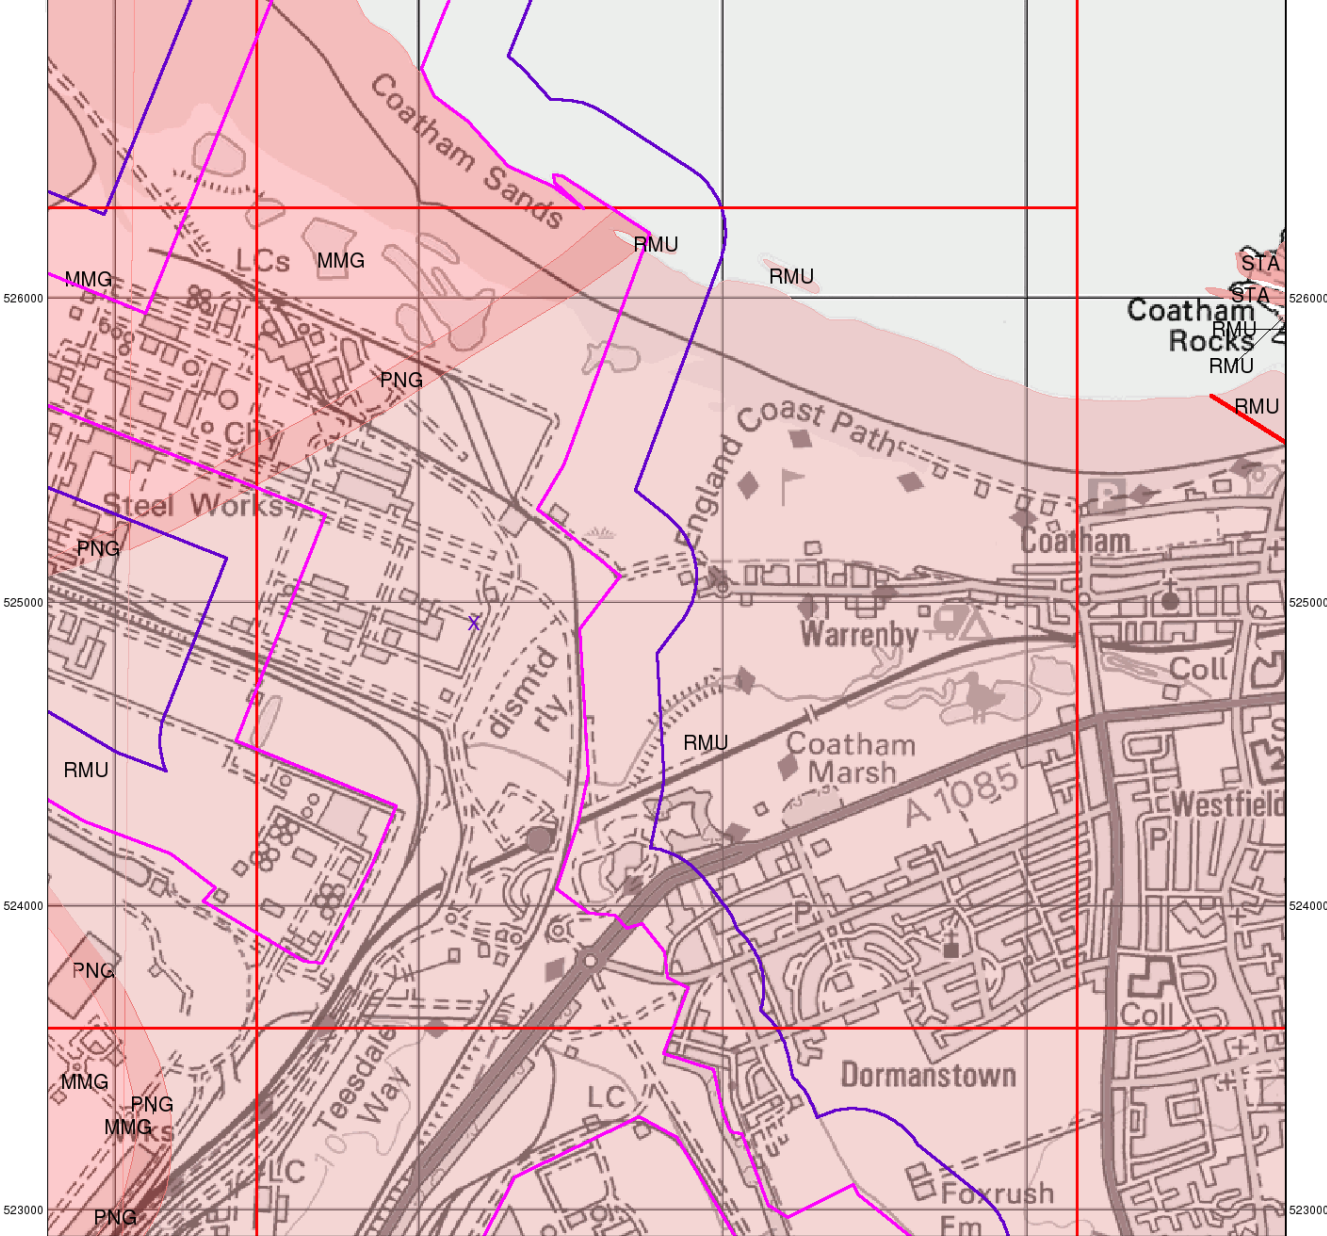 Coatham Sands
LCs
MMG
MMG
RMU
RMU
STA
STA
526000
526000
Coatham
Rocks
RMU
RMU
RMU
PNG
Chy
England Coast Path
P
Steel Works
PNG
Coatham
525000
525000
Warrenby
X
dismtd
rly
Coll
RMU
RMU
Coatham
Marsh
A 1085
Westfield
P
P
524000
524000
PNG
Coll
MMG
Teesdale
Way
LC
Dormanstown
PNG
MMG
Wks
10
LC
Foxrush
Fm
PNG
523000
523000